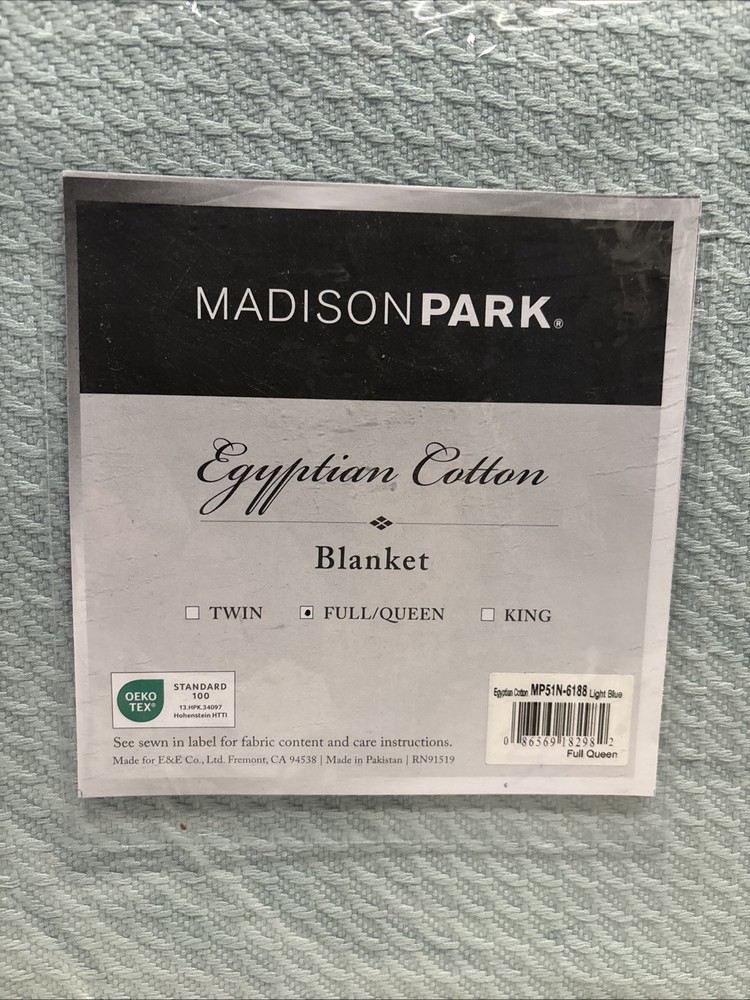 MADISONPARK®
Egyptian Cotton
Blanket
TWIN FULL/QUEEN KING
OEKO
TEX®
STANDARD
100
13.HPK.34097
Hohenstein HTTI
See sewn in label for fabric content and care instructions.
Made for E&E Co., Ltd. Fremont, CA 94538 | Made in Pakistan | RN91519
Egyptian Cotton MP51N-6188 Light Blue
0 86569 18298 2
Full Queen